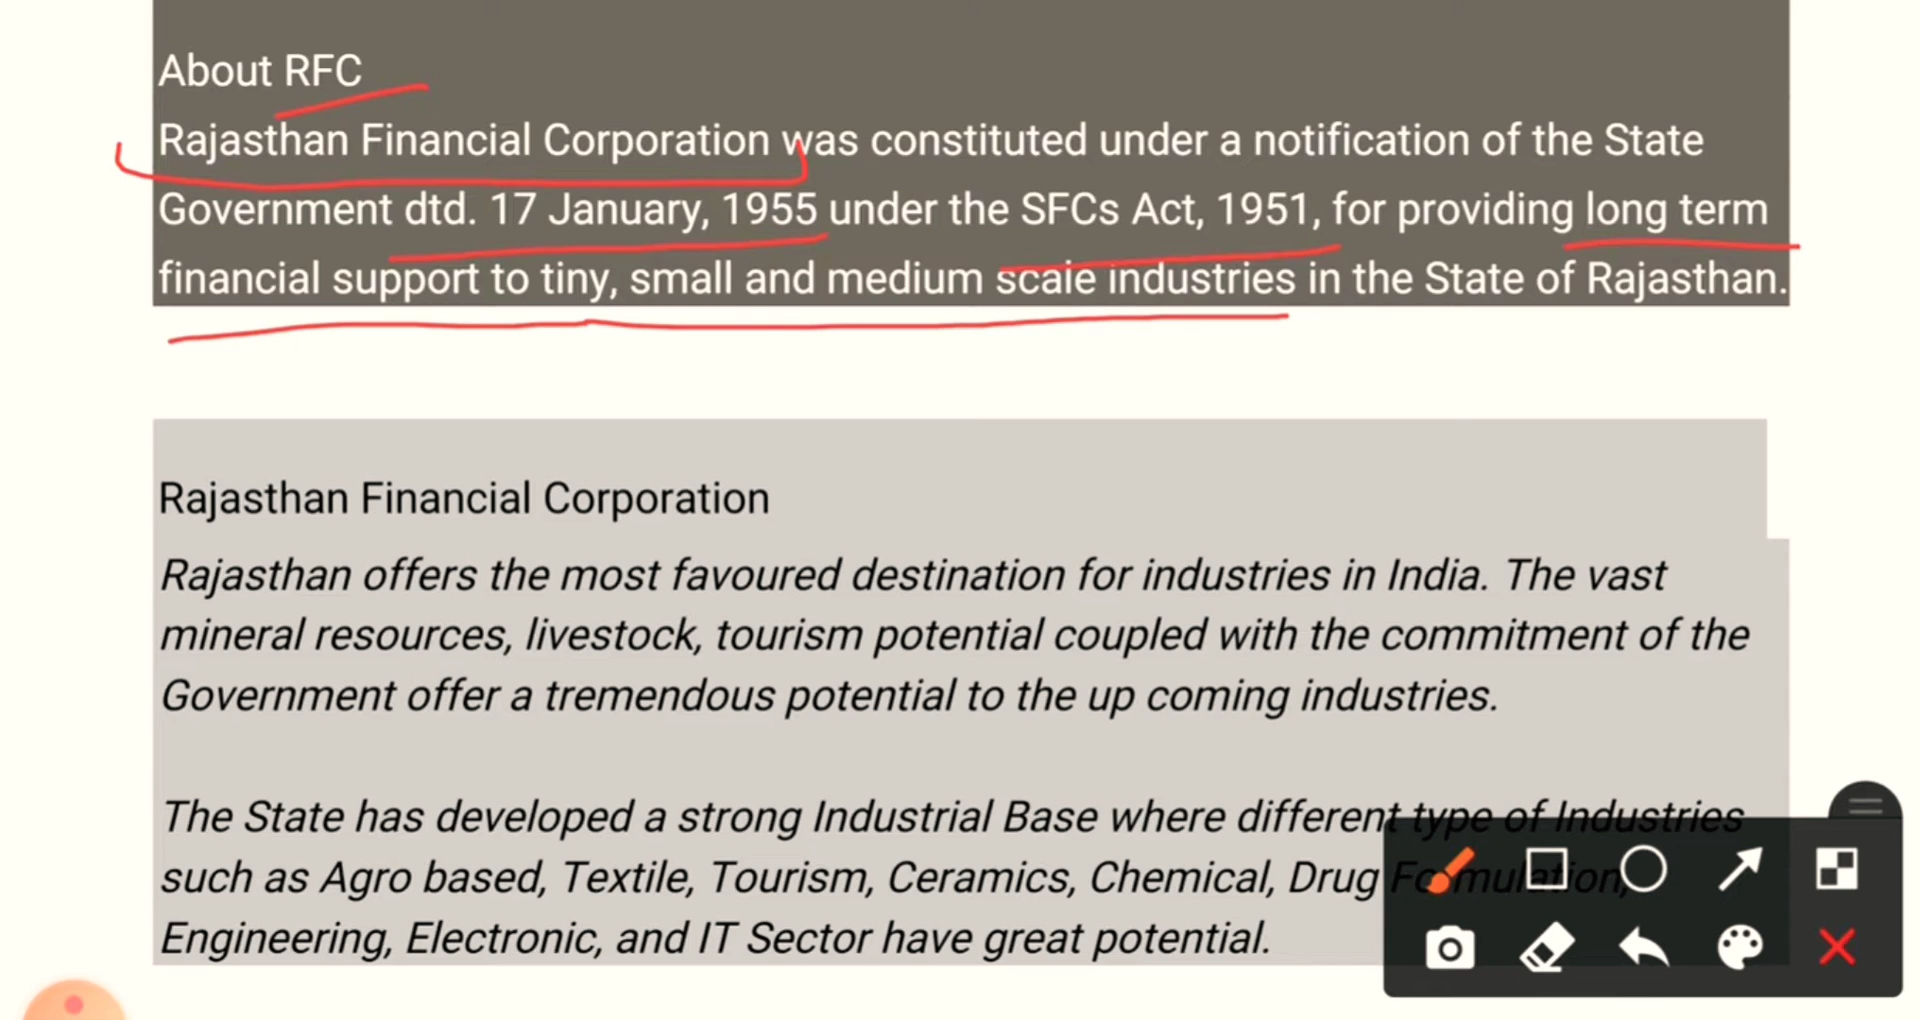 About RFC
Rajasthan Financial Corporation was constituted under a notification of the State
Government dtd. 17 January, 1955 under the SFCs Act, 1951, for providing long term
financial support to tiny, small and medium scale industries in the State of Rajasthan.
Rajasthan Financial Corporation
Rajasthan offers the most favoured destination for industries in India. The vast
mineral resources, livestock, tourism potential coupled with the commitment of the
Government offer a tremendous potential to the up coming industries.
The State has developed a strong Industrial Base where different type of Industries
such as Agro based, Textile, Tourism, Ceramics, Chemical, Drug Formulation,
Engineering, Electronic, and IT Sector have great potential.